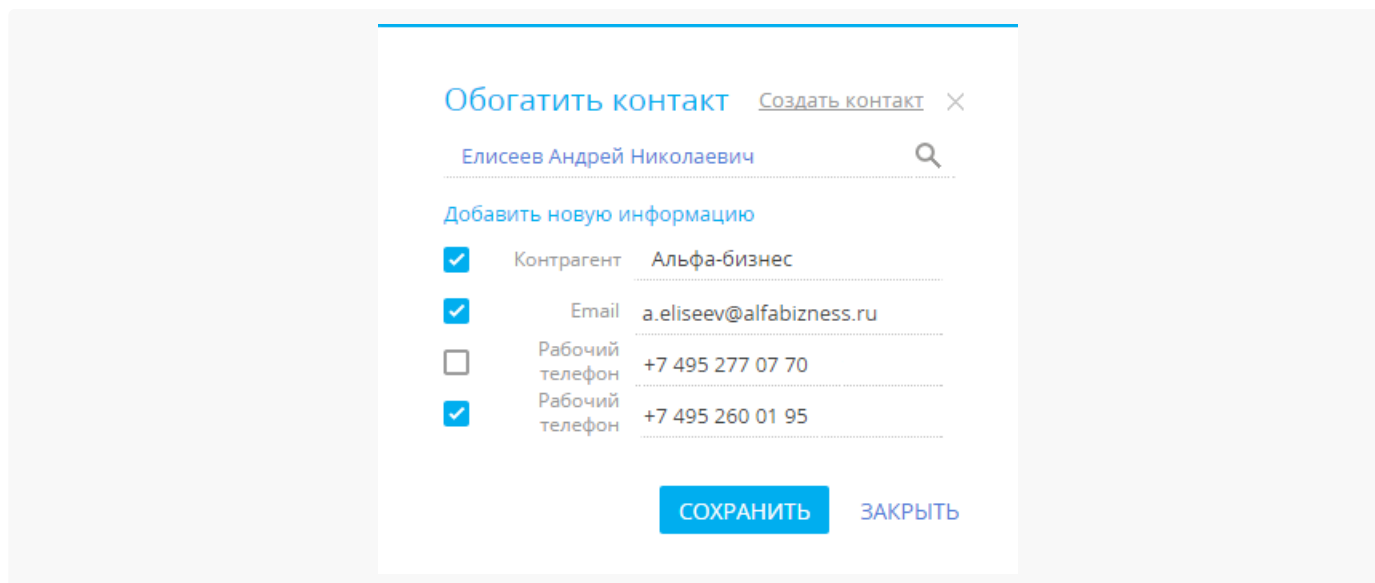 Обогатить контакт Создать контакт
Елисеев Андрей Николаевич
Добавить новую информацию
Контрагент Альфа-бизнес
Email a.eliseev@alfabizness.ru
Рабочий
телефон +7 495 277 07 70
Рабочий
телефон +7 495 260 01 95
СОХРАНИТЬ ЗАКРЫТЬ